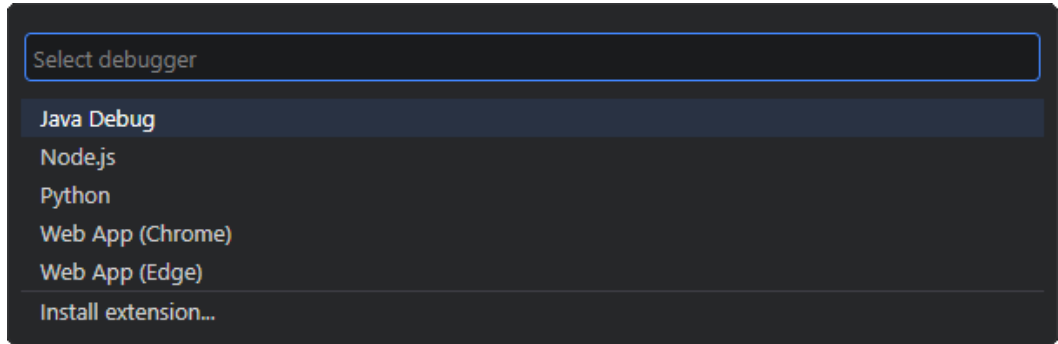 Select debugger
Java Debug
Node.js
Python
Web App (Chrome)
Web App (Edge)
Install extension...